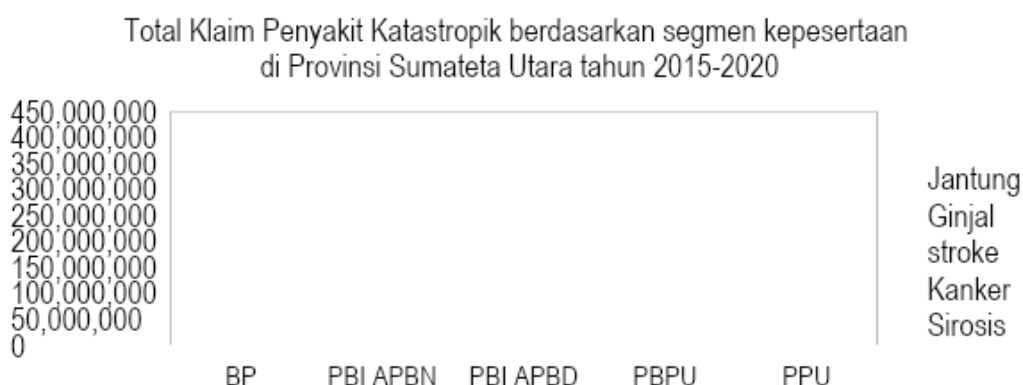 Total Klaim Penyakit Katastropik berdasarkan segmen kepesertaan
di Provinsi Sumateta Utara tahun 2015-2020
450,000,000
400,000,000
350,000,000
300,000,000
250,000,000
200,000,000
150,000,000
100,000,000
50,000,000
0
BP PBI APBN PBI APBD PBPU PPU
Jantung
Ginjal
stroke
Kanker
Sirosis